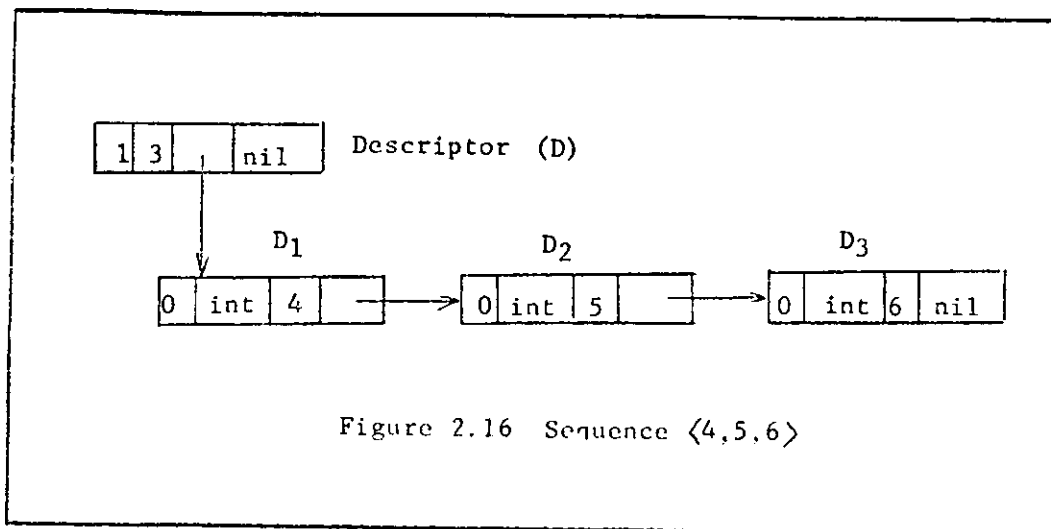 1 3 nil Descriptor (D)
D1 D2 D3
0 int 4 0 int 5 0 int 6 nil
Figure 2.16 Sequence ⟨4,5,6⟩